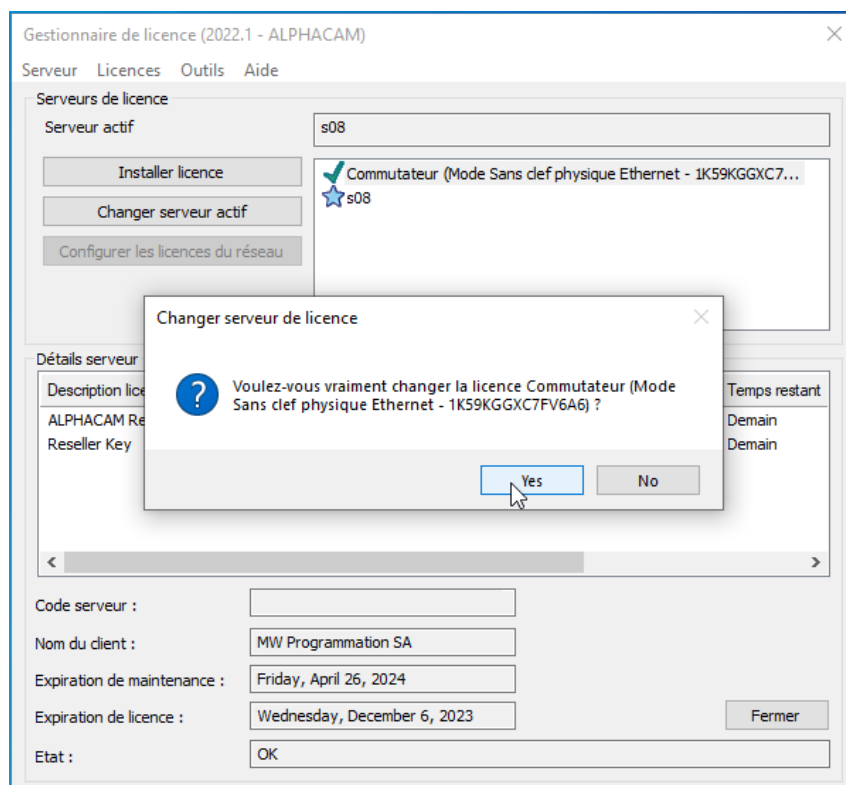 Gestionnaire de licence (2022.1 - ALPHACAM)
Serveur Licences Outils Aide
Serveurs de licence
Serveur actif
s08
Installer licence
Commutateur (Mode Sans clef physique Ethernet - 1K59KGGXC7...
Changer serveur actif
s08
Configurer les licences du réseau
Changer serveur de licence
Détails serveur
Voulez-vous vraiment changer la licence Commutateur (Mode
Sans clef physique Ethernet - 1K59KGGXC7FV6A6) ?
Description lice
Temps restant
ALPHACAM Re
Demain
Reseller Key
Demain
Yes
No
Code serveur :
Nom du client :
MW Programmation SA
Expiration de maintenance :
Friday, April 26, 2024
Expiration de licence :
Wednesday, December 6, 2023
Fermer
Etat :
OK